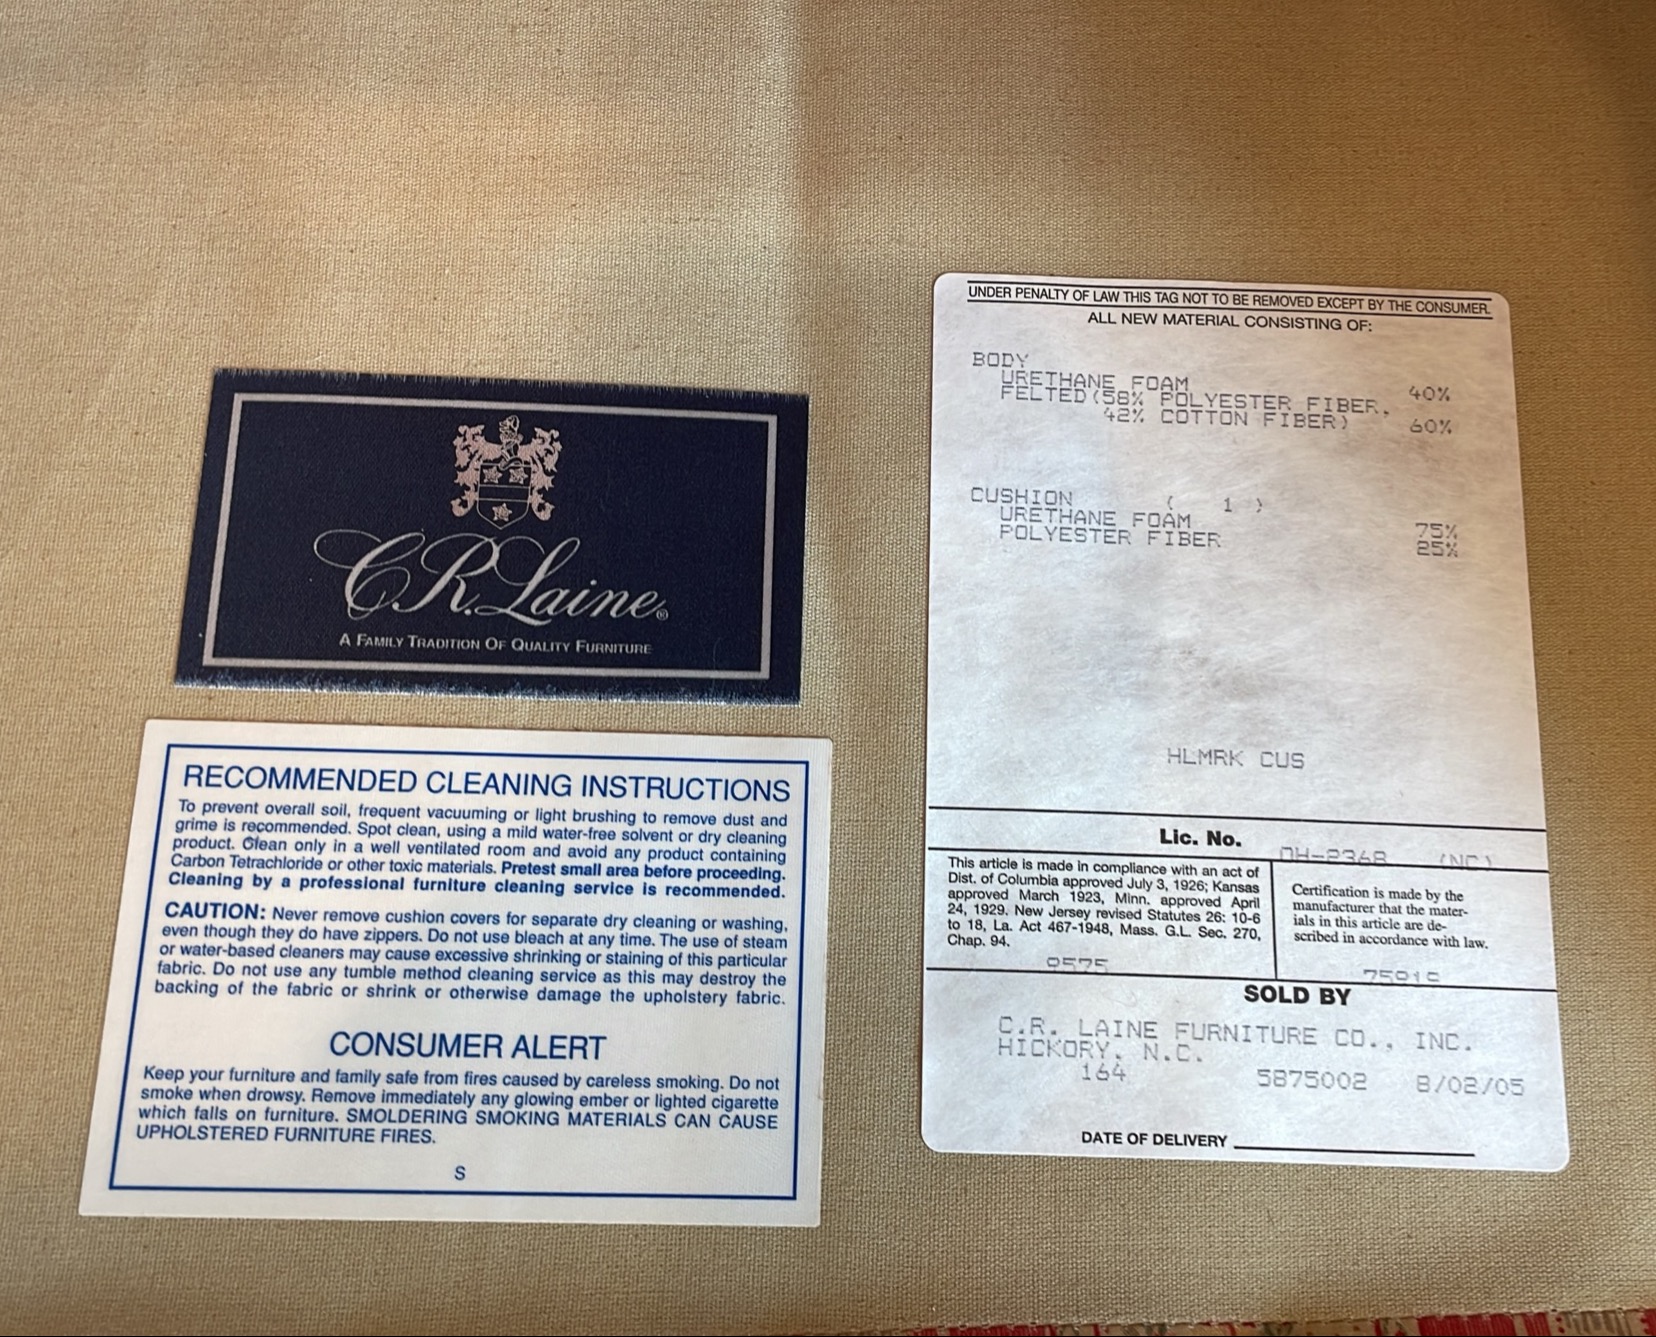 C.R. Laine®
A FAMILY TRADITION OF QUALITY FURNITURE
RECOMMENDED CLEANING INSTRUCTIONS
To prevent overall soil, frequent vacuuming or light brushing to remove dust and
grime is recommended. Spot clean, using a mild water-free solvent or dry cleaning
product. Clean only in a well ventilated room and avoid any product containing
Carbon Tetrachloride or other toxic materials. Pretest small area before proceeding.
Cleaning by a professional furniture cleaning service is recommended.
CAUTION: Never remove cushion covers for separate dry cleaning or washing,
even though they do have zippers. Do not use bleach at any time. The use of steam
or water-based cleaners may cause excessive shrinking or staining of this particular
fabric. Do not use any tumble method cleaning service as this may destroy the
backing of the fabric or shrink or otherwise damage the upholstery fabric.
CONSUMER ALERT
Keep your furniture and family safe from fires caused by careless smoking. Do not
smoke when drowsy. Remove immediately any glowing ember or lighted cigarette
which falls on furniture. SMOLDERING SMOKING MATERIALS CAN CAUSE
UPHOLSTERED FURNITURE FIRES.
S
UNDER PENALTY OF LAW THIS TAG NOT TO BE REMOVED EXCEPT BY THE CONSUMER.
ALL NEW MATERIAL CONSISTING OF:
BODY
URETHANE FOAM 40%
FELTED(58% POLYESTER FIBER,
42% COTTON FIBER) 60%
CUSHION ( 1 )
URETHANE FOAM 75%
POLYESTER FIBER 25%
HLMRK CUS
Lic. No. OH-2368 (NC)
This article is made in compliance with an act of
Dist. of Columbia approved July 3, 1926; Kansas
approved March 1923, Minn. approved April
24, 1929. New Jersey revised Statutes 26: 10-6
to 18, La. Act 467-1948, Mass. G.L. Sec. 270,
Chap. 94.
Certification is made by the
manufacturer that the mater-
ials in this article are de-
scribed in accordance with law.
SOLD BY
C.R. LAINE FURNITURE CO., INC.
HICKORY, N.C.
164 5875002 8/02/05
DATE OF DELIVERY